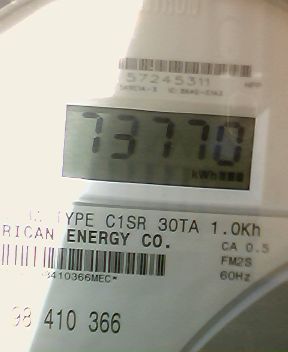 57245311
73770
kWh
TYPE C1SR 30TA 1.0Kh
RICAN ENERGY CO.
CA 0.5
FM2S
60Hz
410366MEC*
98 410 366